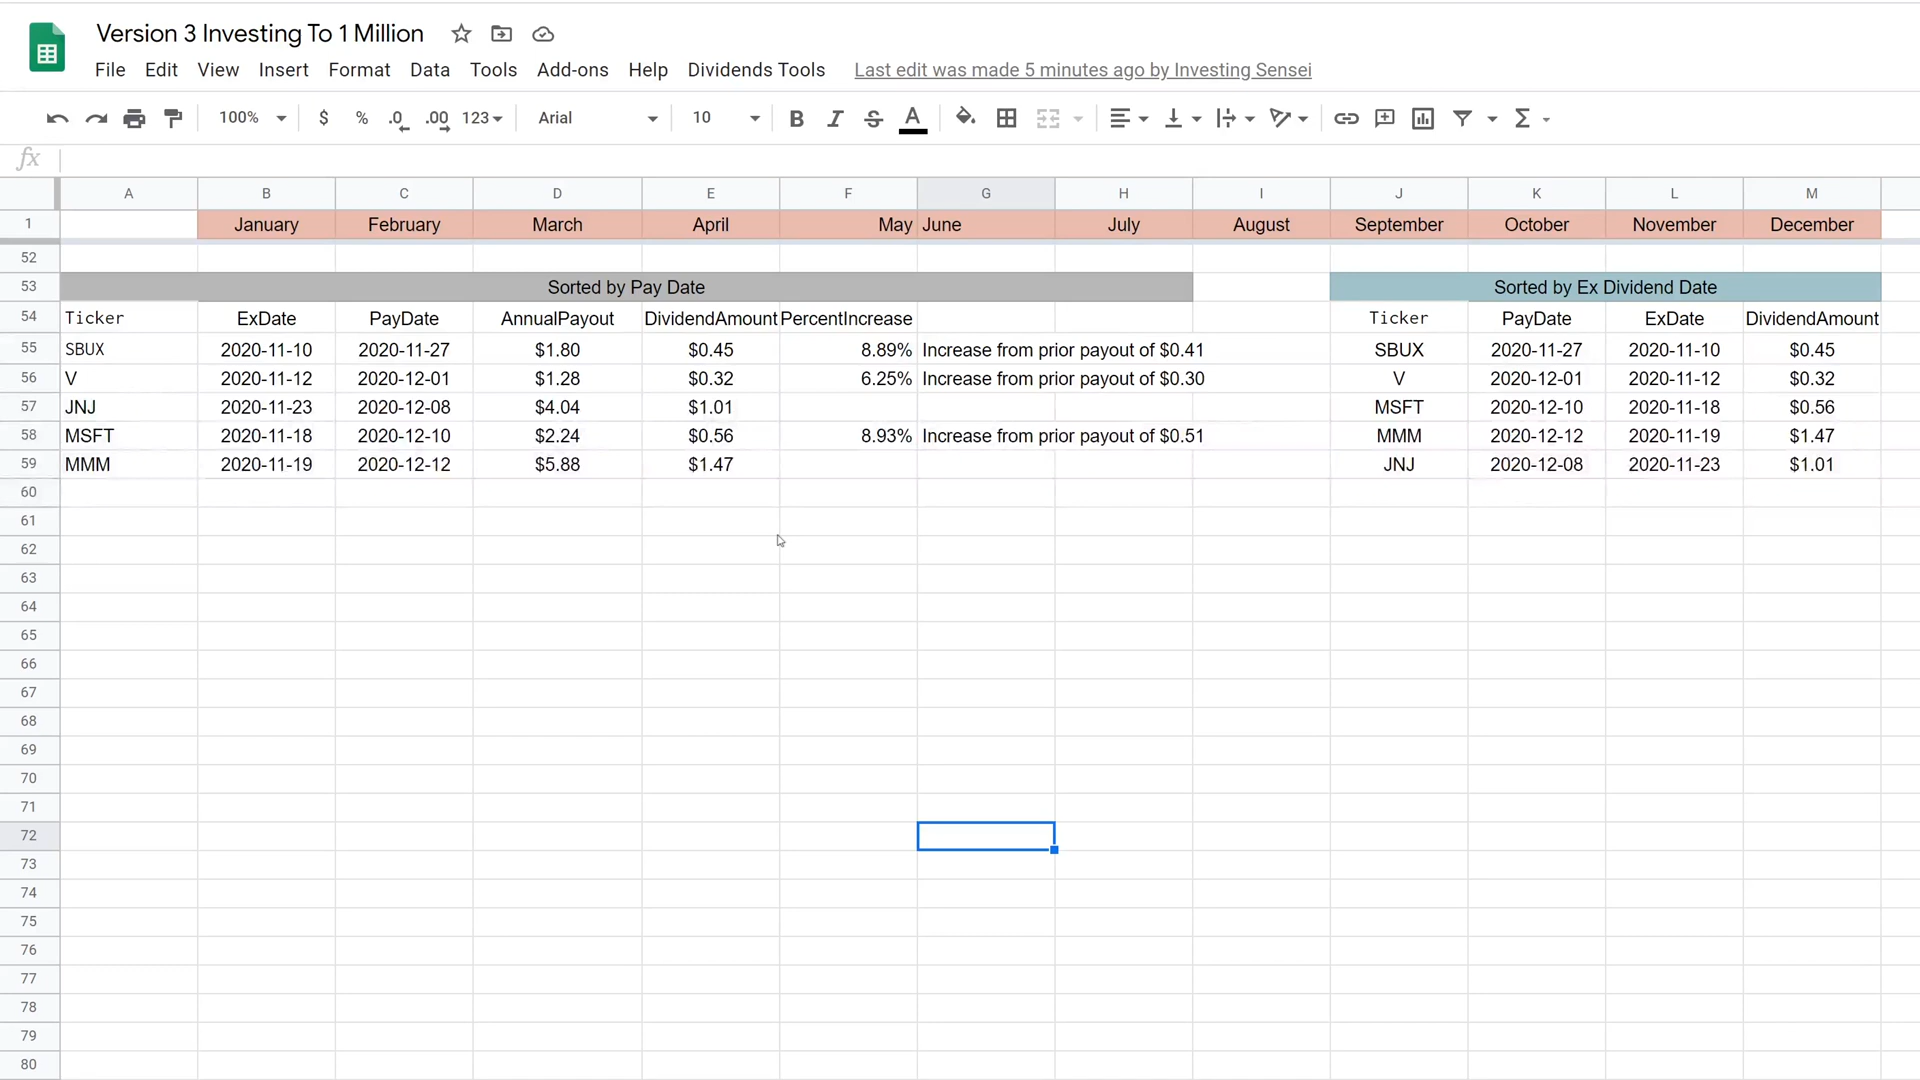 Version 3 Investing To 1 Million
File Edit View Insert Format Data Tools Add-ons Help Dividends Tools Last edit was made 5 minutes ago by Investing Sensei
100% $ % .0 .00 123 Arial 10 B I S A Σ
fx
A B C D E F G H I J K L M
1 January February March April May June July August September October November December
52
53 Sorted by Pay Date Sorted by Ex Dividend Date
54 Ticker ExDate PayDate AnnualPayout DividendAmount PercentIncrease Ticker PayDate ExDate DividendAmount
55 SBUX 2020-11-10 2020-11-27 $1.80 $0.45 8.89% Increase from prior payout of $0.41 SBUX 2020-11-27 2020-11-10 $0.45
56 V 2020-11-12 2020-12-01 $1.28 $0.32 6.25% Increase from prior payout of $0.30 V 2020-12-01 2020-11-12 $0.32
57 JNJ 2020-11-23 2020-12-08 $4.04 $1.01 MSFT 2020-12-10 2020-11-18 $0.56
58 MSFT 2020-11-18 2020-12-10 $2.24 $0.56 8.93% Increase from prior payout of $0.51 MMM 2020-12-12 2020-11-19 $1.47
59 MMM 2020-11-19 2020-12-12 $5.88 $1.47 JNJ 2020-12-08 2020-11-23 $1.01
60
61
62
63
64
65
66
67
68
69
70
71
72
73
74
75
76
77
78
79
80